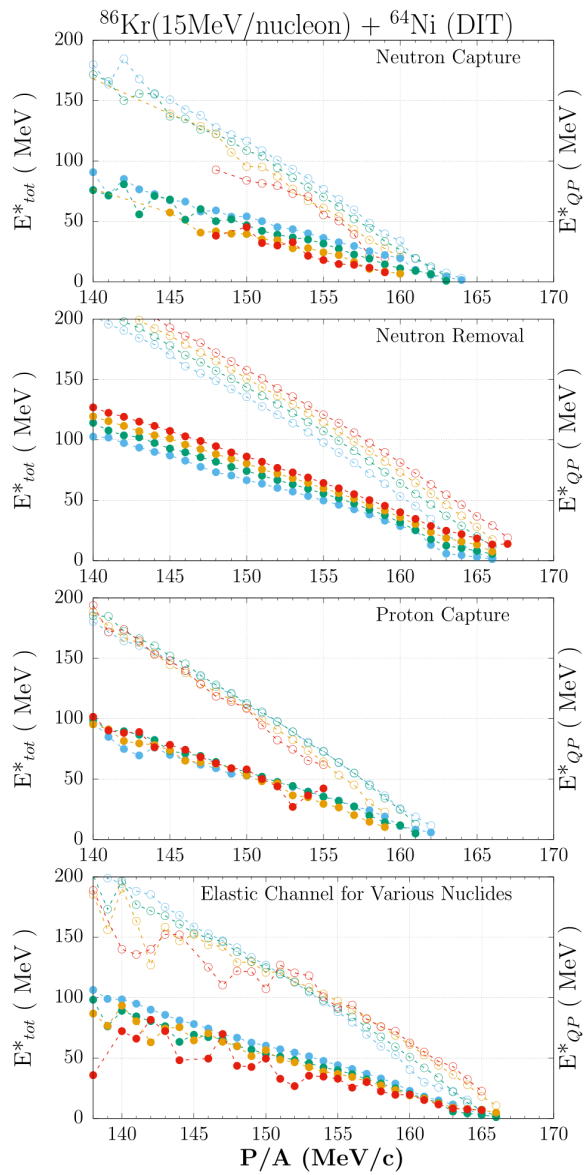 ⁸⁶Kr(15MeV/nucleon) + ⁶⁴Ni (DIT)
Neutron Capture
E*tot ( MeV )
E*QP ( MeV )
200
150
100
50
0
140 145 150 155 160 165 170
Neutron Removal
E*tot ( MeV )
E*QP ( MeV )
200
150
100
50
0
140 145 150 155 160 165 170
Proton Capture
E*tot ( MeV )
E*QP ( MeV )
200
150
100
50
0
140 145 150 155 160 165 170
Elastic Channel for Various Nuclides
E*tot ( MeV )
E*QP ( MeV )
200
150
100
50
0
140 145 150 155 160 165 170
P/A (MeV/c)